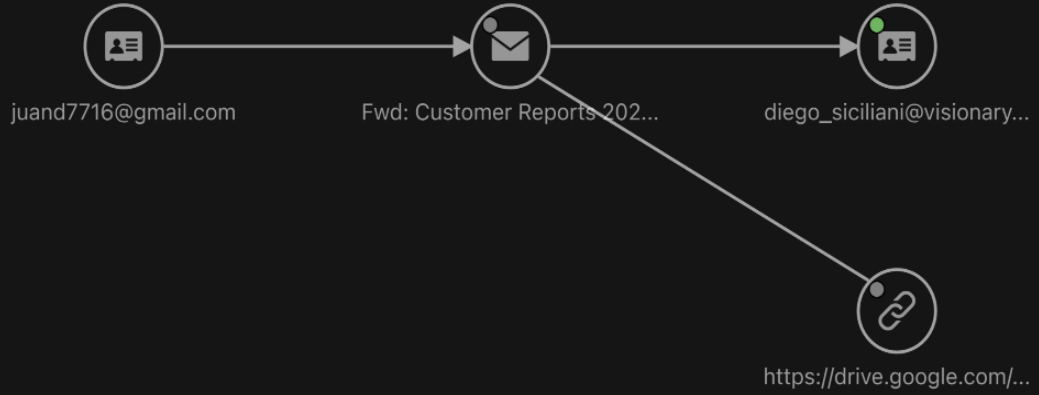 juand7716@gmail.com
Fwd: Customer Reports 202...
diego_siciliani@visionary...
https://drive.google.com/...